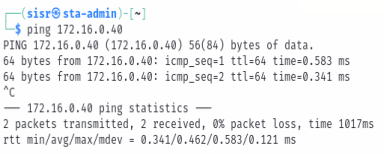 ┌──(sisr㉿sta-admin)-[~]
└─$ ping 172.16.0.40
PING 172.16.0.40 (172.16.0.40) 56(84) bytes of data.
64 bytes from 172.16.0.40: icmp_seq=1 ttl=64 time=0.583 ms
64 bytes from 172.16.0.40: icmp_seq=2 ttl=64 time=0.341 ms
^C
--- 172.16.0.40 ping statistics ---
2 packets transmitted, 2 received, 0% packet loss, time 1017ms
rtt min/avg/max/mdev = 0.341/0.462/0.583/0.121 ms